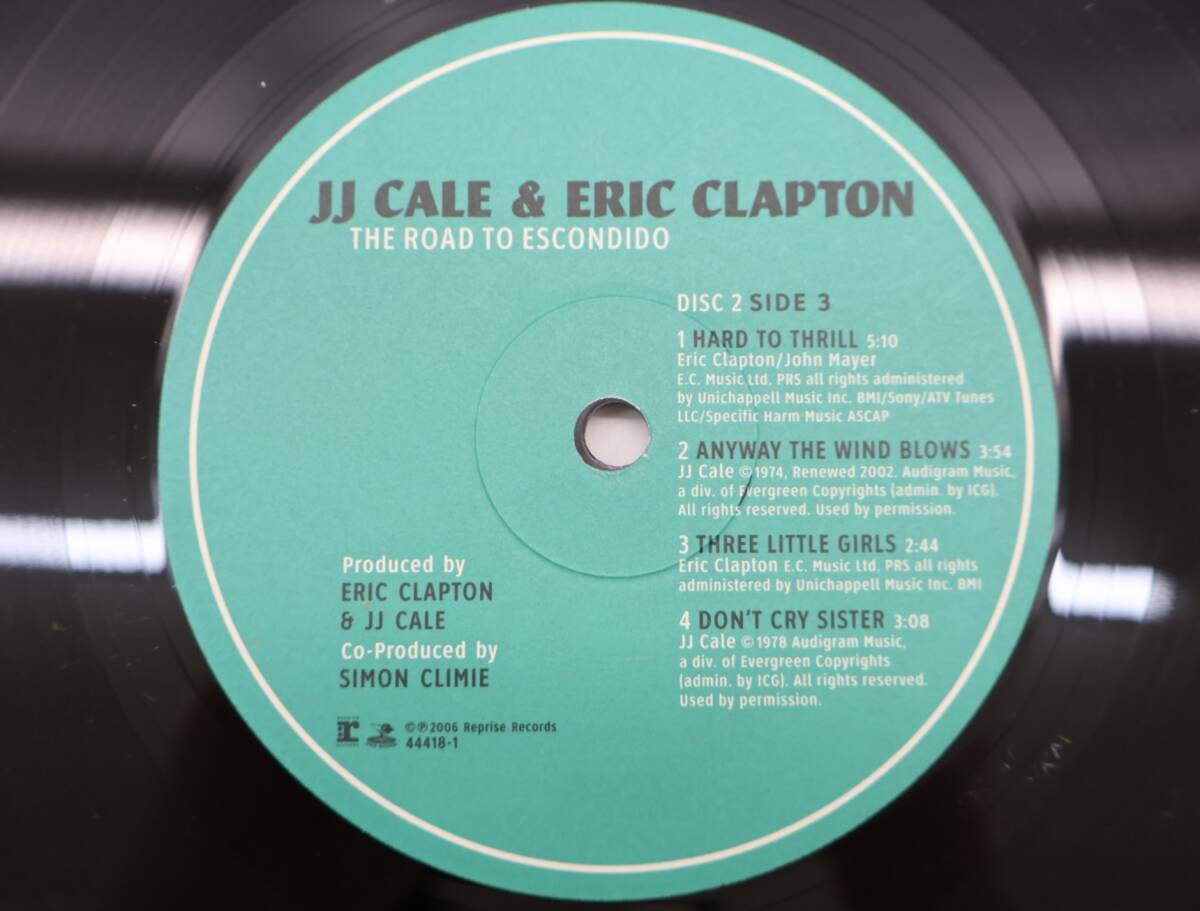 JJ CALE & ERIC CLAPTON
THE ROAD TO ESCONDIDO
DISC 2 SIDE 3
1 HARD TO THRILL 5:10
Eric Clapton/John Mayer
E.C. Music Ltd. PRS all rights administered
by Unichappell Music Inc. BMI/Sony/ATV Tunes
LLC/Specific Harm Music ASCAP
2 ANYWAY THE WIND BLOWS 3:54
JJ Cale ©1974, Renewed 2002. Audigram Music,
a div. of Evergreen Copyrights (admin. by ICG).
All rights reserved. Used by permission.
3 THREE LITTLE GIRLS 2:44
Eric Clapton E.C. Music Ltd. PRS all rights
administered by Unichappell Music Inc. BMI
4 DON'T CRY SISTER 3:08
JJ Cale ©1978 Audigram Music,
a div. of Evergreen Copyrights
(admin. by ICG). All rights reserved.
Used by permission.
Produced by
ERIC CLAPTON
& JJ CALE
Co-Produced by
SIMON CLIMIE
r
©℗2006 Reprise Records
44418-1